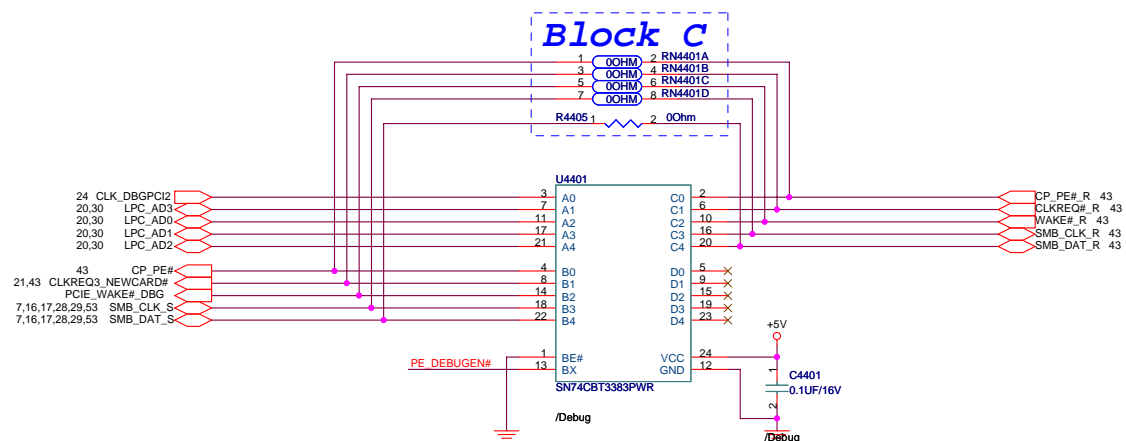 Block C
1 0OHM 2 RN4401A
3 0OHM 4 RN4401B
5 0OHM 6 RN4401C
7 0OHM 8 RN4401D
R4405 1 2 0Ohm
U4401
24 CLK_DBGPCI2 3 A0 C0 2 CP_PE#_R 43
20,30 LPC_AD3 7 A1 C1 6 CLKREQ#_R 43
20,30 LPC_AD0 11 A2 C2 10 WAKE#_R 43
20,30 LPC_AD1 17 A3 C3 16 SMB_CLK_R 43
20,30 LPC_AD2 21 A4 C4 20 SMB_DAT_R 43
43 CP_PE# 4 B0 D0 5
21,43 CLKREQ3_NEWCARD# 8 B1 D1 9
PCIE_WAKE#_DBG 14 B2 D2 15
7,16,17,28,29,53 SMB_CLK_S 18 B3 D3 19
7,16,17,28,29,53 SMB_DAT_S 22 B4 D4 23
+5V
1 BE# VCC 24
PE_DEBUGEN# 13 BX GND 12
1 C4401
SN74CBT3383PWR
0.1UF/16V
2
/Debug
/Debug